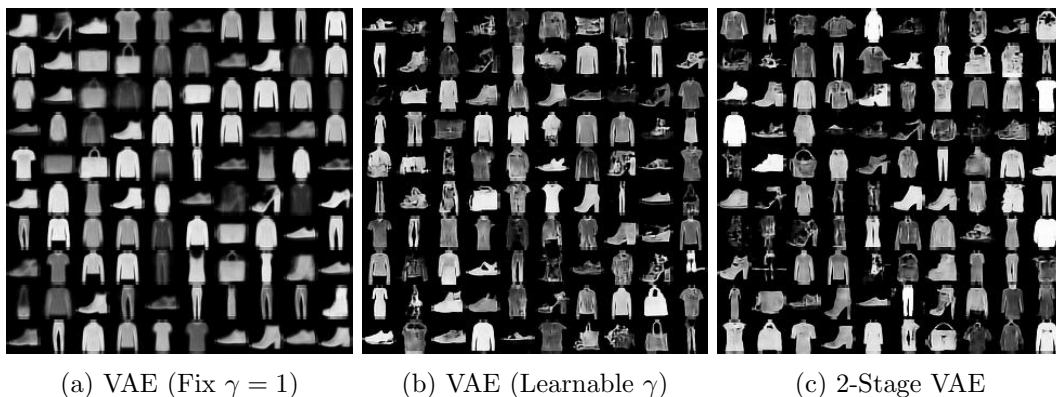 (a) VAE (Fix γ = 1)
(b) VAE (Learnable γ)
(c) 2-Stage VAE